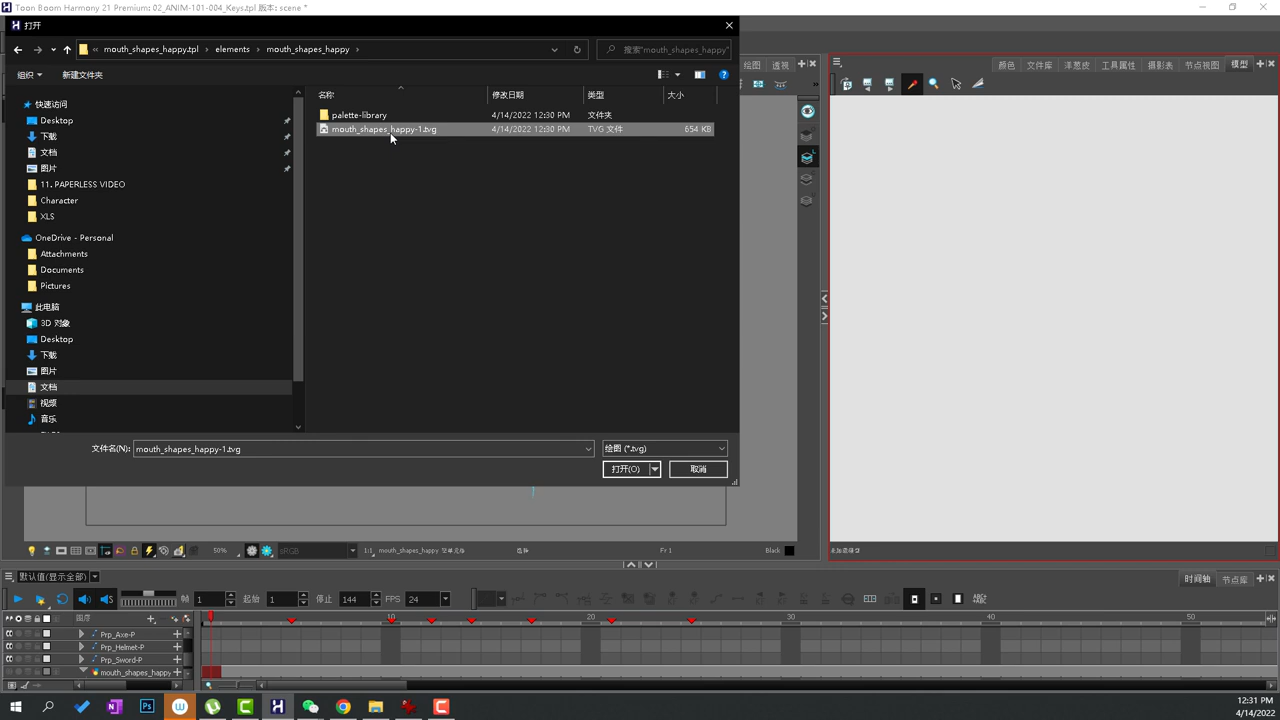 Toon Boom Harmony 21 Premium: 02_ANIM-101-004_Keys.tpl 版本: scene *
打开
« mouth_shapes_happy.tpl › elements › mouth_shapes_happy ›
搜索"mouth_shapes_happy"
组织 新建文件夹
名称 修改日期 类型 大小
palette-library 4/14/2022 12:30 PM 文件夹
mouth_shapes_happy-1.tvg 4/14/2022 12:30 PM TVG 文件 654 KB
快速访问
Desktop
下载
文档
图片
11. PAPERLESS VIDEO
Character
XLS
OneDrive - Personal
Attachments
Documents
Pictures
此电脑
3D 对象
Desktop
下载
图片
文档
视频
音乐
文件名(N): mouth_shapes_happy-1.tvg 绘图 (*.tvg)
打开(O) 取消
绘图 透视
颜色 文件库 洋葱皮 工具属性 摄影表 节点视图 模型
50% sRGB 1:1 mouth_shapes_happy Fr 1 Black
默认值(显示全部) 时间轴 节点库
帧 1 起始 1 停止 144 FPS 24
10 20 30 40 50
Prp_Axe-P
Prp_Helmet-P
Prp_Sword-P
mouth_shapes_happy
12:31 PM
4/14/2022